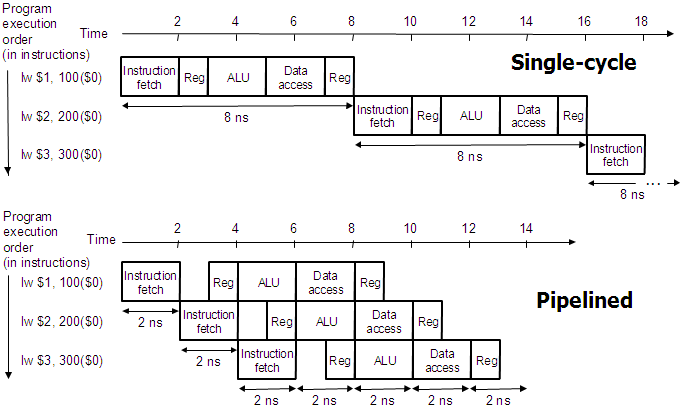 Program
execution
order
(in instructions)
Time
2 4 6 8 10 12 14 16 18
Single-cycle
lw $1, 100($0)
Instruction fetch
Reg
ALU
Data access
Reg
8 ns
lw $2, 200($0)
Instruction fetch
Reg
ALU
Data access
Reg
8 ns
lw $3, 300($0)
Instruction fetch
...
8 ns
Program
execution
order
(in instructions)
Time
2 4 6 8 10 12 14
Pipelined
lw $1, 100($0)
Instruction fetch
Reg
ALU
Data access
Reg
2 ns
lw $2, 200($0)
Instruction fetch
Reg
ALU
Data access
Reg
2 ns
lw $3, 300($0)
Instruction fetch
Reg
ALU
Data access
Reg
2 ns 2 ns 2 ns 2 ns 2 ns